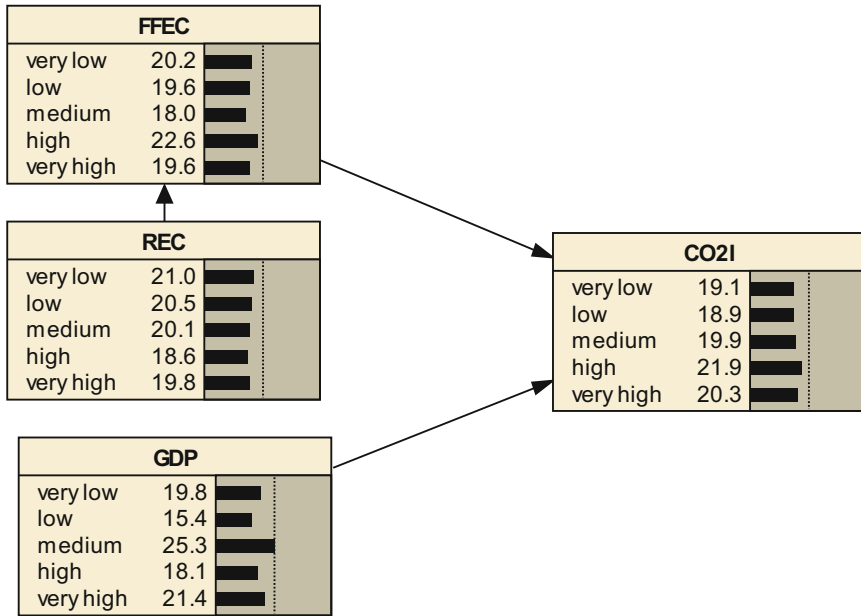 FFEC
very low 20.2
low 19.6
medium 18.0
high 22.6
very high 19.6
REC
very low 21.0
low 20.5
medium 20.1
high 18.6
very high 19.8
GDP
very low 19.8
low 15.4
medium 25.3
high 18.1
very high 21.4
CO2I
very low 19.1
low 18.9
medium 19.9
high 21.9
very high 20.3